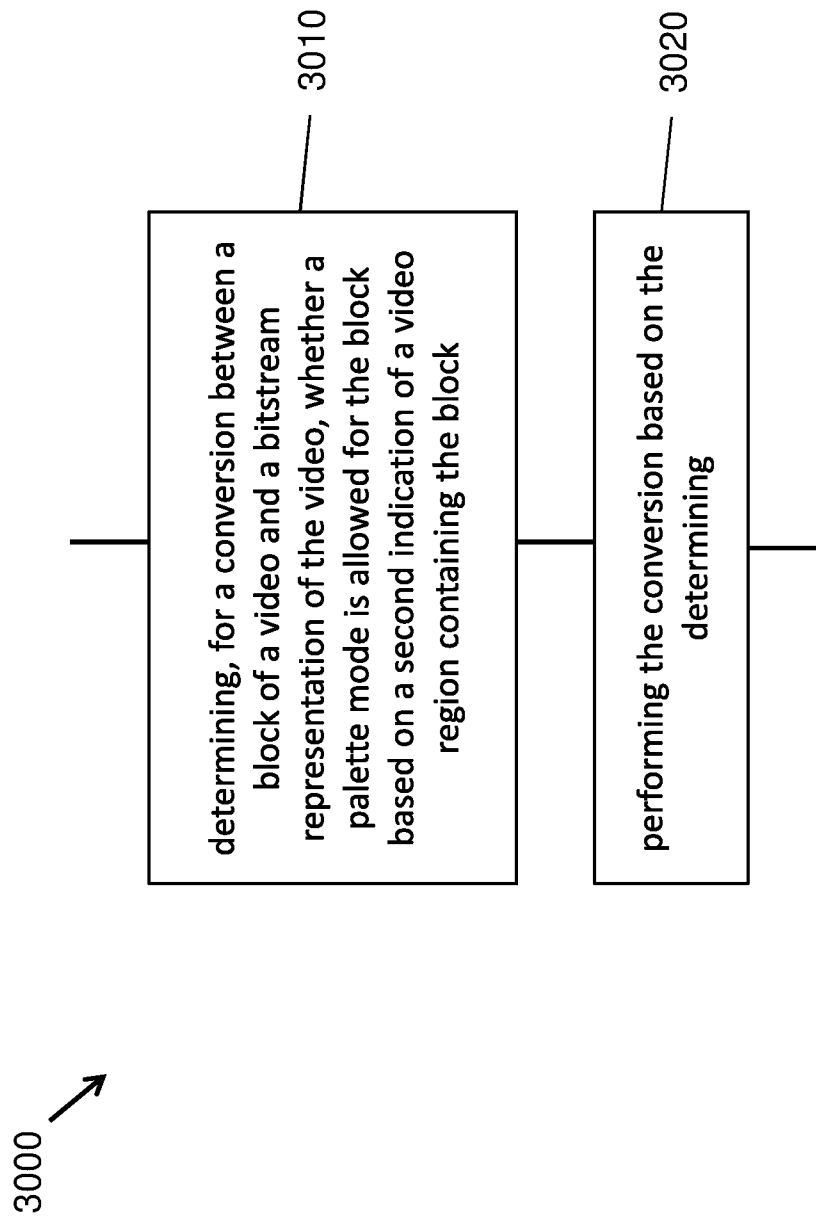 3000
determining, for a conversion between a
block of a video and a bitstream
representation of the video, whether a
palette mode is allowed for the block
based on a second indication of a video
region containing the block
3010
performing the conversion based on the
determining
3020